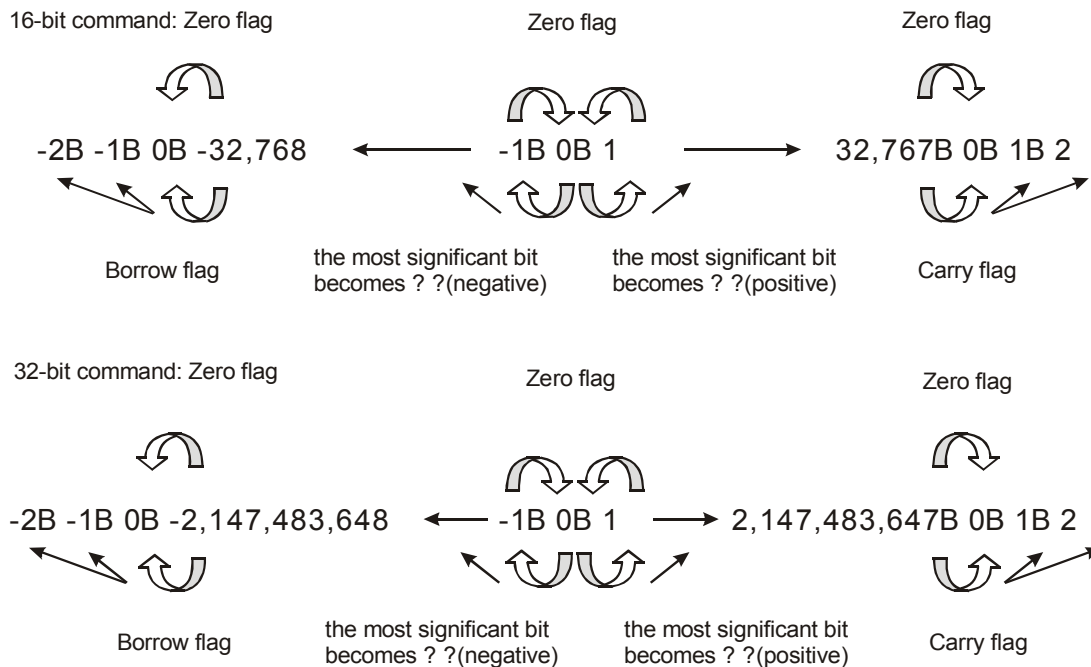 16-bit command: Zero flag
Zero flag
Zero flag
-2B -1B 0B -32,768
-1B 0B 1
32,767B 0B 1B 2
Borrow flag
the most significant bit
becomes ? ?(negative)
the most significant bit
becomes ? ?(positive)
Carry flag
32-bit command: Zero flag
Zero flag
Zero flag
-2B -1B 0B -2,147,483,648
-1B 0B 1
2,147,483,647B 0B 1B 2
Borrow flag
the most significant bit
becomes ? ?(negative)
the most significant bit
becomes ? ?(positive)
Carry flag